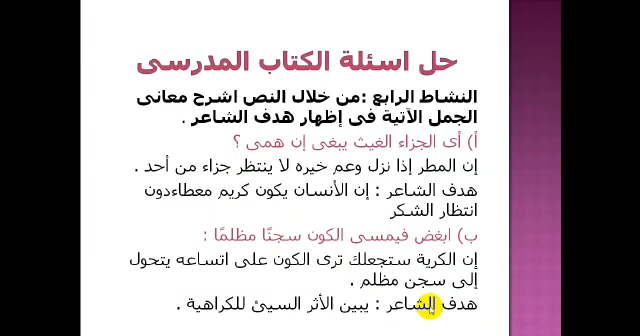 حل اسئلة الكتاب المدرسى
النشاط الرابع :من خلال النص اشرح معانى
الجمل الآتية فى إظهار هدف الشاعر .
أ) أى الجزاء الغيث يبغى إن همى ؟
إن المطر إذا نزل وعم خيره لا ينتظر جزاء من أحد .
هدف الشاعر : إن الأنسان يكون كريم معطاءدون
انتظار الشكر
ب) ابغض فيمسى الكون سجنًا مظلمًا :
إن الكرية ستجعلك ترى الكون على اتساعه يتحول
إلى سجن مظلم .
هدف الشاعر : يبين الأثر السيئ للكراهية .